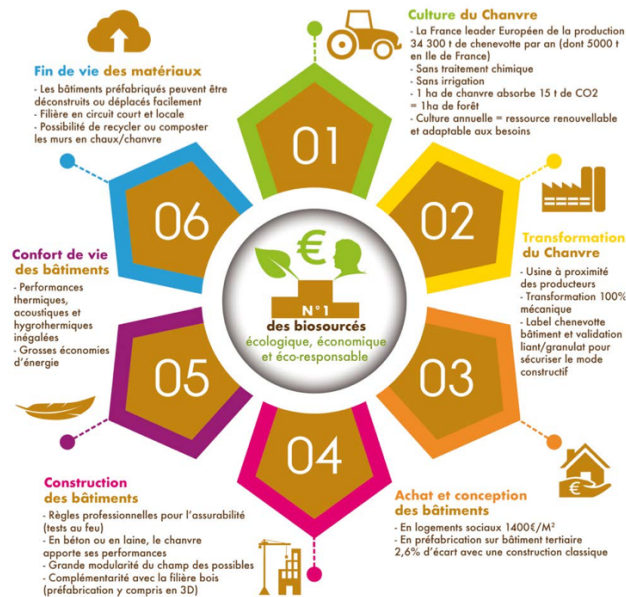 Culture du Chanvre
- La France leader Européen de la production
34 300 t de chenevotte par an (dont 5000 t
en Ile de France)
- Sans traitement chimique
- Sans irrigation
- 1 ha de chanvre absorbe 15 t de CO2
= 1ha de forêt
- Culture annuelle = ressource renouvellable
et adaptable aux besoins
01
02
Transformation
du Chanvre
- Usine à proximité
des producteurs
- Transformation 100%
mécanique
- Label chenevotte
bâtiment et validation
liant/granulat pour
sécuriser le mode
constructif
03
Achat et conception
des bâtiments
- En logements sociaux 1400€/M²
- En préfabrication sur bâtiment tertiaire
2,6% d'écart avec une construction classique
€
04
Construction
des bâtiments
- Règles professionnelles pour l'assurabilité
(tests au feu)
- En béton ou en laine, le chanvre
apporte ses performances
- Grande modularité du champ des possibles
- Complémentarité avec la filière bois
(préfabrication y compris en 3D)
05
Confort de vie
des bâtiments
- Performances
thermiques,
acoustiques et
hygrothermiques
inégalées
- Grosses économies
d'énergie
06
Fin de vie des matériaux
- Les bâtiments préfabriqués peuvent être
déconstruits ou déplacés facilement
- Filière en circuit court et locale
- Possibilité de recycler ou composter
les murs en chaux/chanvre
€
N°1
des biosourcés
écologique, économique
et éco-responsable